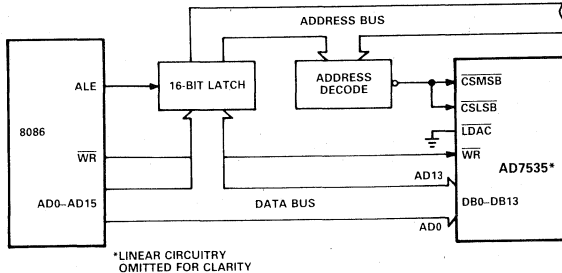 ADDRESS BUS
ALE
16-BIT LATCH
ADDRESS
DECODE
CSMSB
CSLSB
8086
LDAC
WR
WR
AD7535*
AD13
AD0–AD15
DATA BUS
DB0–DB13
AD0
*LINEAR CIRCUITRY
OMITTED FOR CLARITY